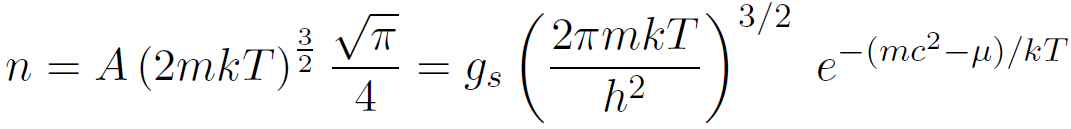 n = A (2mkT)^{\frac{3}{2}} \frac{\sqrt{\pi}}{4} = g_s \left( \frac{2\pi mkT}{h^2} \right)^{3/2} e^{-(mc^2-\mu)/kT}